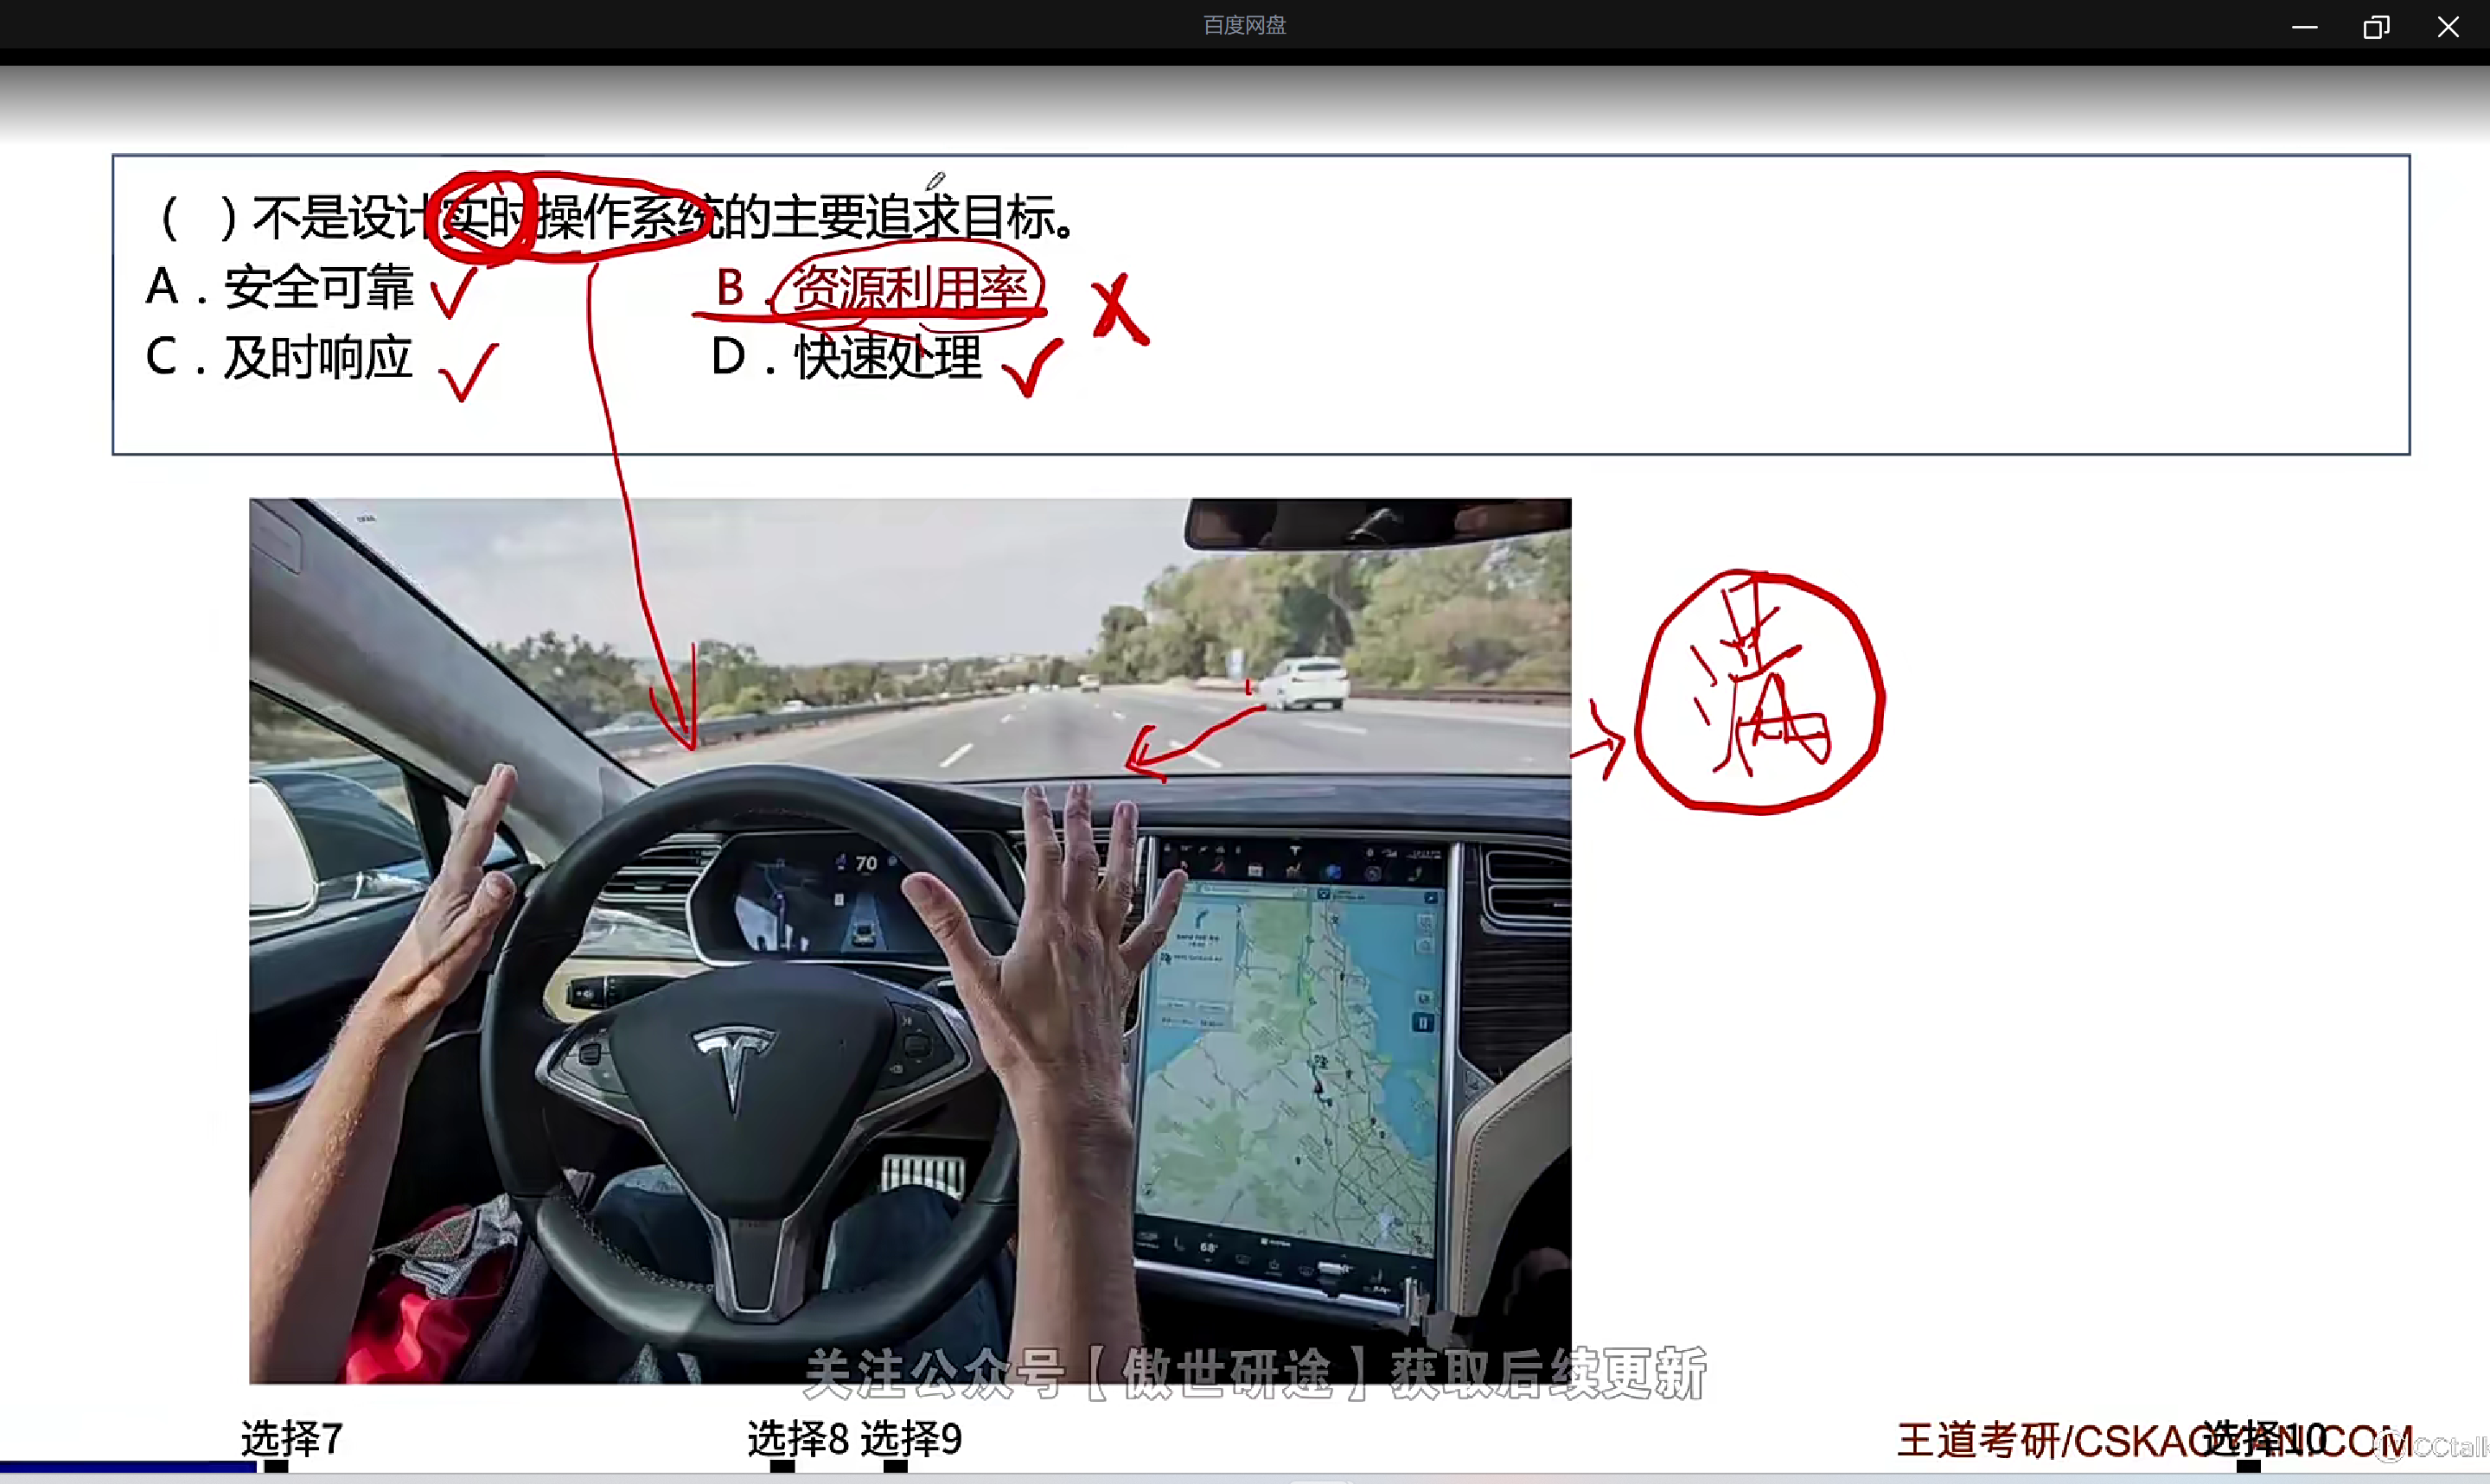 百度网盘
（ ）不是设计实时操作系统的主要追求目标。
A．安全可靠 B．资源利用率
C．及时响应 D．快速处理
满
70
68°
关注公众号【傲世研途】获取后续更新
选择7 选择8 选择9 选择10
王道考研/CSKAOYAN.COM
CCtalk